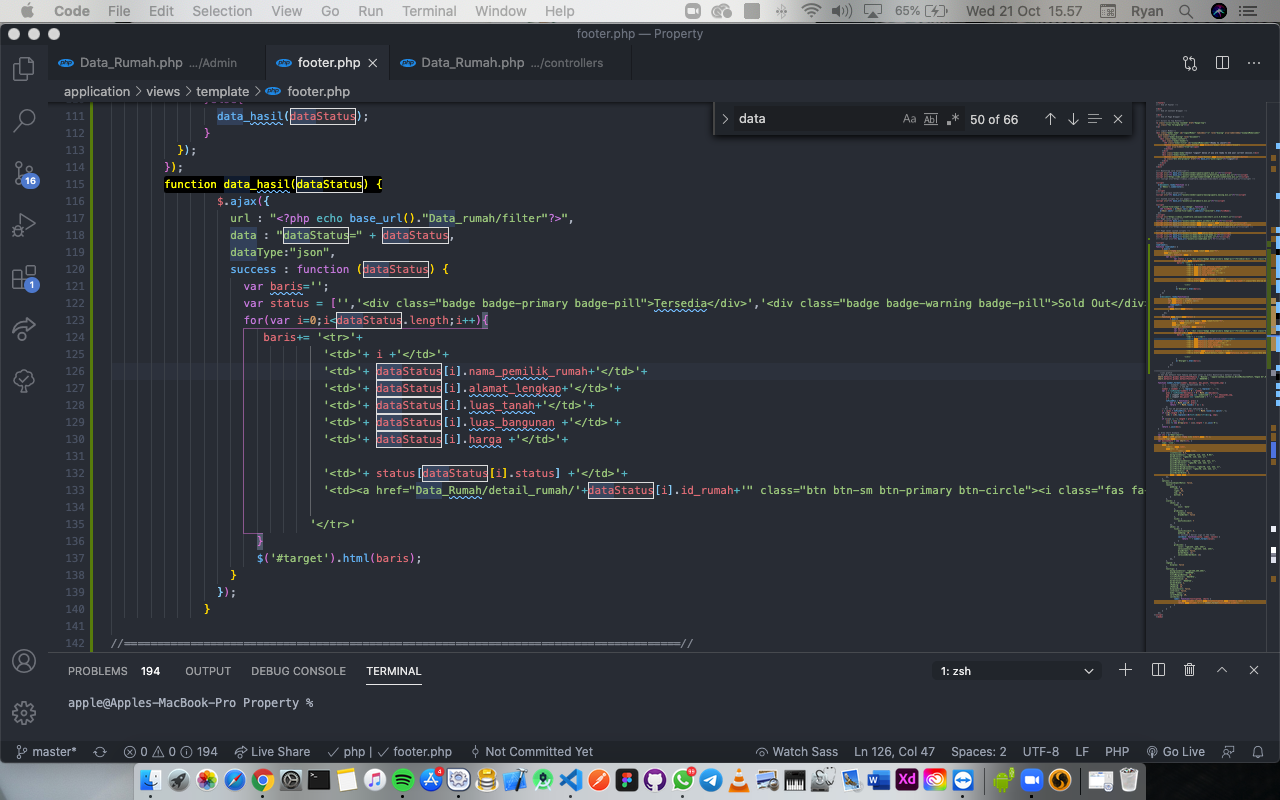 Code File Edit Selection View Go Run Terminal Window Help 65% Wed 21 Oct 15.57 Ryan
footer.php — Property
Data_Rumah.php .../Admin footer.php Data_Rumah.php .../controllers
application > views > template > footer.php
data Aa Abl .* 50 of 66
111 data_hasil(dataStatus);
112 }
113 });
114 });
115 function data_hasil(dataStatus) {
116 $.ajax({
117 url : "<?php echo base_url()."Data_rumah/filter"?>",
118 data : "dataStatus=" + dataStatus,
119 dataType:"json",
120 success : function (dataStatus) {
121 var baris='';
122 var status = ['','<div class="badge badge-primary badge-pill">Tersedia</div>','<div class="badge badge-warning badge-pill">Sold Out</div
123 for(var i=0;i<dataStatus.length;i++){
124 baris+= '<tr>'+
125 '<td>'+ i +'</td>'+
126 '<td>'+ dataStatus[i].nama_pemilik_rumah+'</td>'+
127 '<td>'+ dataStatus[i].alamat_lengkap+'</td>'+
128 '<td>'+ dataStatus[i].luas_tanah+'</td>'+
129 '<td>'+ dataStatus[i].luas_bangunan +'</td>'+
130 '<td>'+ dataStatus[i].harga +'</td>'+
131
132 '<td>'+ status[dataStatus[i].status] +'</td>'+
133 '<td><a href="Data_Rumah/detail_rumah/'+dataStatus[i].id_rumah+'" class="btn btn-sm btn-primary btn-circle"><i class="fas fa
134
135 '</tr>'
136 }
137 $('#target').html(baris);
138 }
139 });
140 }
141
142 //
16
1
PROBLEMS 194 OUTPUT DEBUG CONSOLE TERMINAL 1: zsh
apple@Apples-MacBook-Pro Property %
master* 0 0 194 Live Share php | footer.php Not Committed Yet Watch Sass Ln 126, Col 47 Spaces: 2 UTF-8 LF PHP Go Live